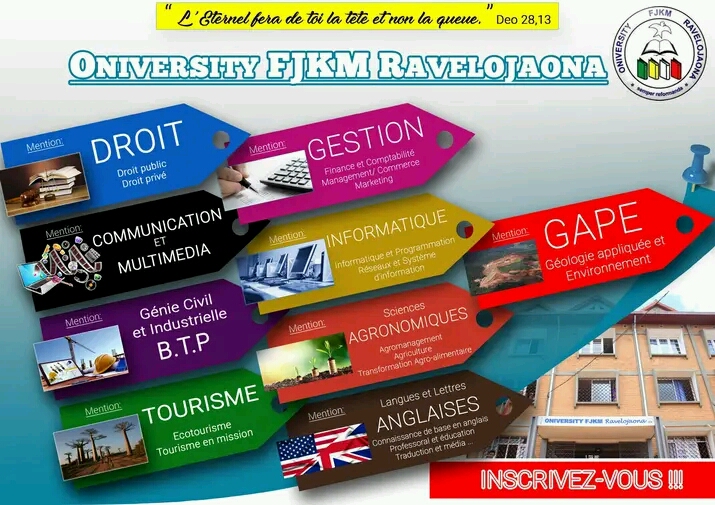 “ L’Eternel fera de toi la tete et non la queue. ” Deo 28,13
ONIVERSITY FJKM RAVELOJAONA
ONIVERSITY FJKM RAVELOJAONA
semper reformanda
Mention:
DROIT
Droit public
Droit privé
Mention:
GESTION
Finance et Comptabilité
Management/ Commerce
Marketing
Mention:
COMMUNICATION
ET
MULTIMEDIA
Mention:
INFORMATIQUE
Informatique et Programmation
Réseaux et Système
d'information
Mention:
GAPE
Géologie appliquée et
Environnement
Mention:
Génie Civil
et Industrielle
B.T.P
Mention:
Sciences
AGRONOMIQUES
Agromanagement
Agriculture
Transformation Agro-alimentaire
Mention:
TOURISME
Ecotourisme
Tourisme en mission
Mention:
Langues et Lettres
ANGLAISES
Connaissance de base en anglais
Professoral et éducation
Traduction et média ...
ONIVERSITY FJKM Ravelojaona
INSCRIVEZ-VOUS !!!